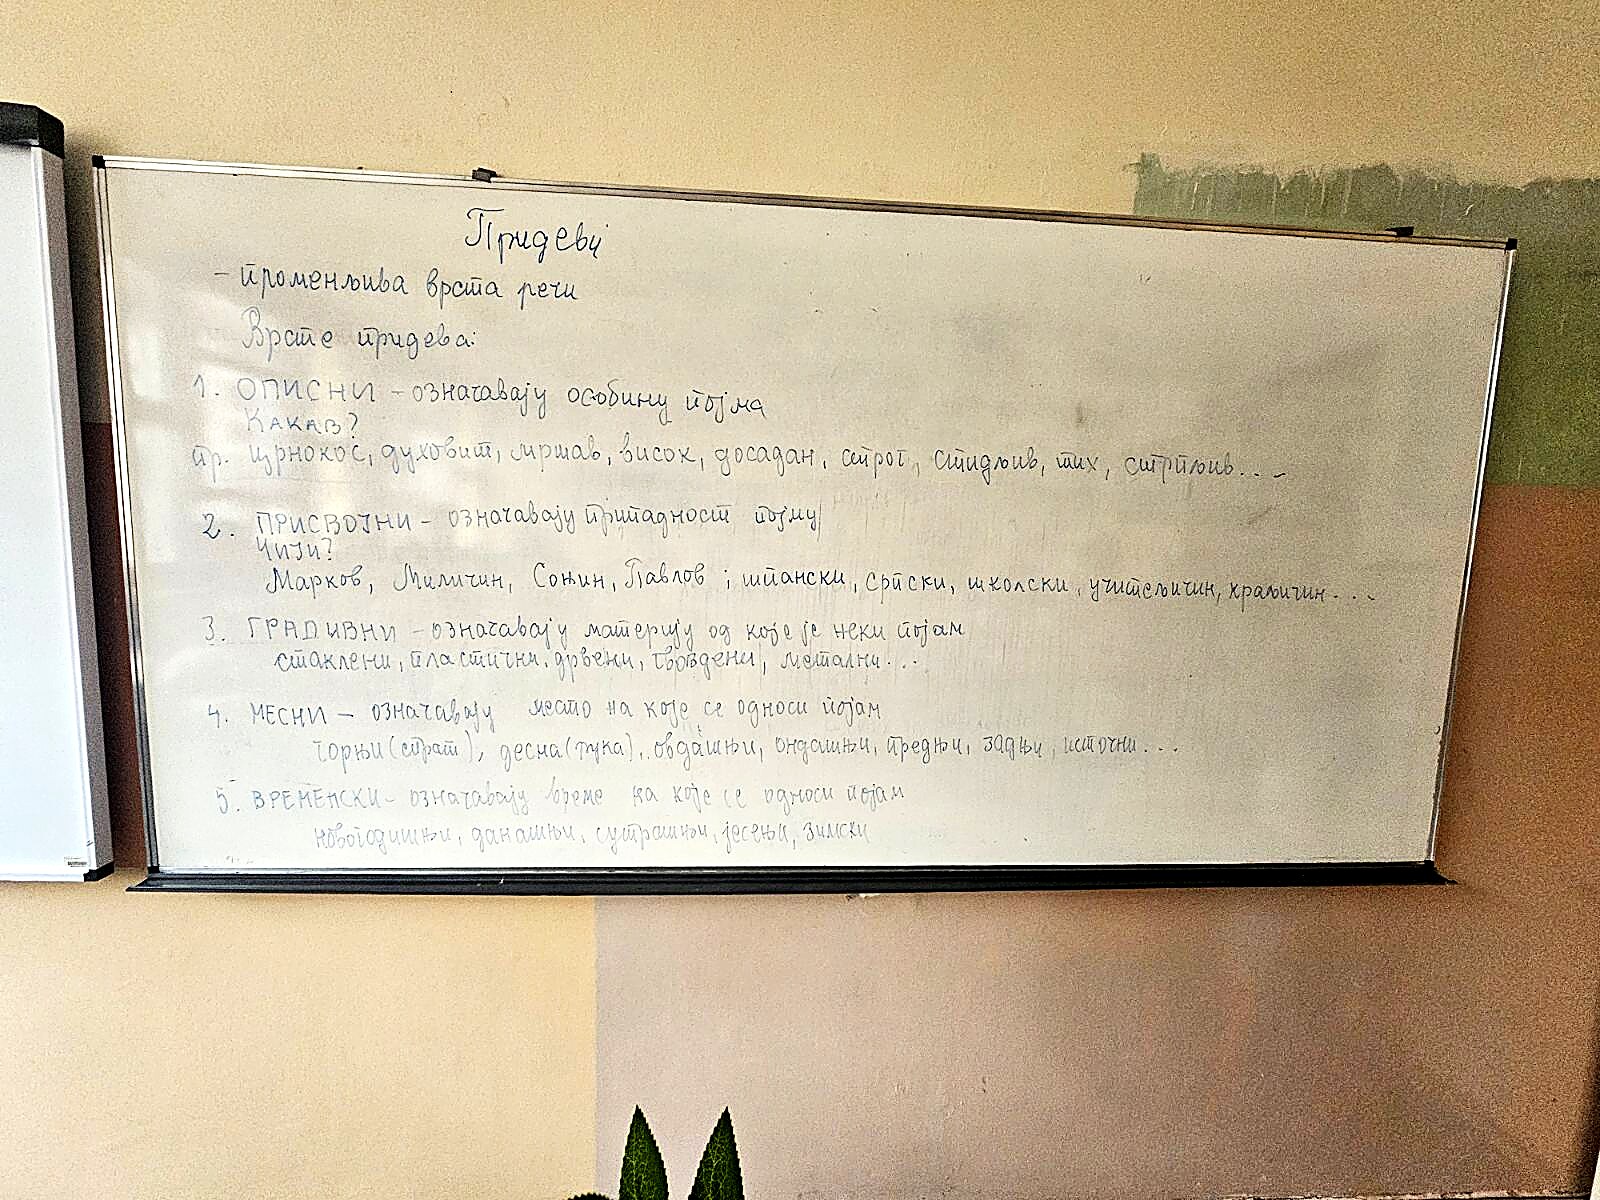 Придеви
- променљива врста речи
Врсте придева:
1. ОПИСНИ - означавају особину појма
КАКАВ?
пр. црнокос, духовит, мршав, висок, досадан, строг, стидљив, тих, стрпљив...
2. ПРИСВОЈНИ - означавају припадност појму
ЧИЈИ?
Марков, Миличин, Соњин, Павлов; шпански, српски, школски, учитељичин, краљичин...
3. ГРАДИВНИ - означавају материју од које је неки појам
стаклени, пластични, дрвени, гвоздени, метални...
4. МЕСНИ - означавају место на које се односи појам
горњи (спрат), десна (рука), овдашњи, ондашњи, предњи, задњи, источни...
5. ВРЕМЕНСКИ - означавају време на које се односи појам
новогодишњи, данашњи, сутрашњи, јесењи, зимски